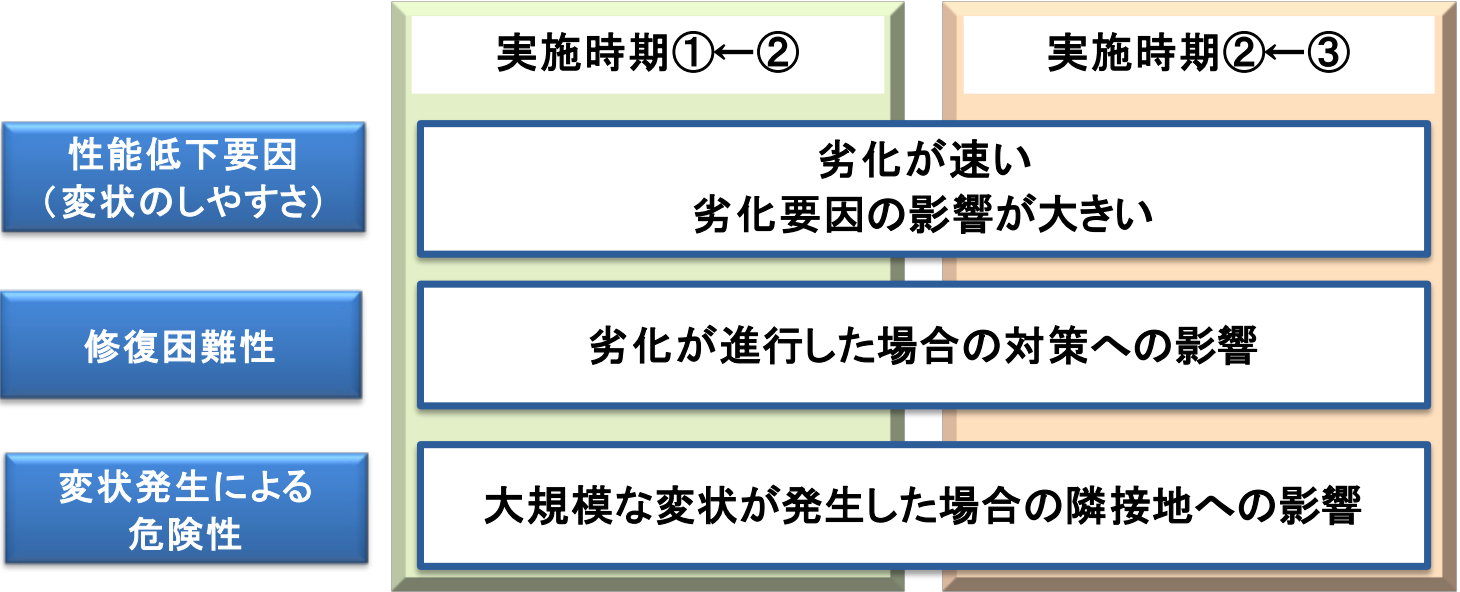 実施時期①←②
実施時期②←③
性能低下要因
（変状のしやすさ）
劣化が速い
劣化要因の影響が大きい
修復困難性
劣化が進行した場合の対策への影響
変状発生による
危険性
大規模な変状が発生した場合の隣接地への影響